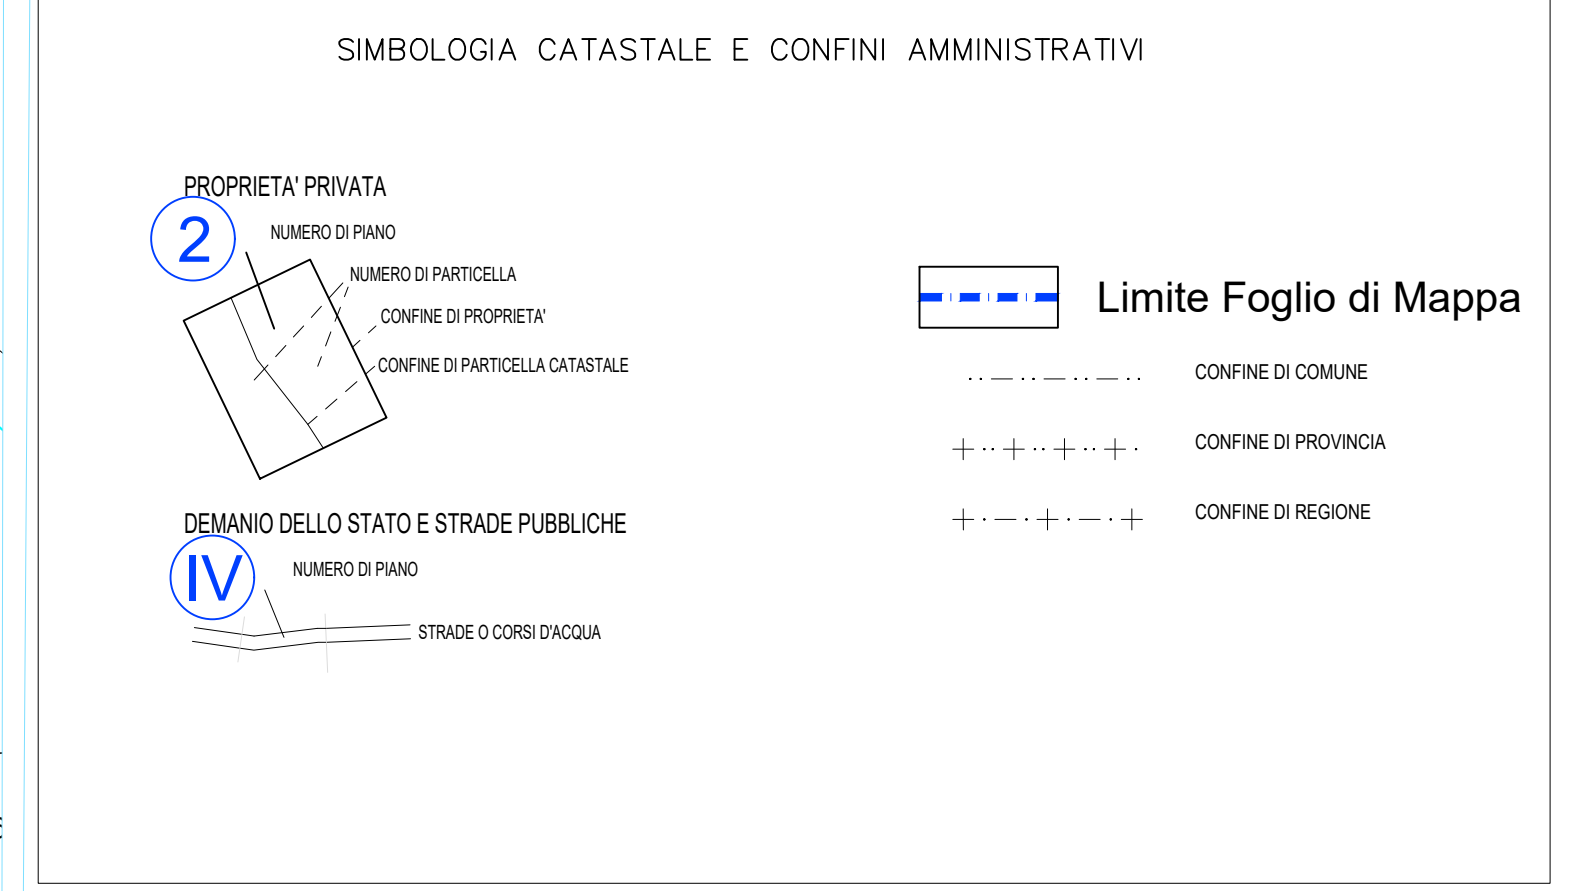 SIMBOLOGIA CATASTALE E CONFINI AMMINISTRATIVI
PROPRIETA' PRIVATA
2
NUMERO DI PIANO
NUMERO DI PARTICELLA
CONFINE DI PROPRIETA'
CONFINE DI PARTICELLA CATASTALE
DEMANIO DELLO STATO E STRADE PUBBLICHE
IV
NUMERO DI PIANO
STRADE O CORSI D'ACQUA
Limite Foglio di Mappa
CONFINE DI COMUNE
CONFINE DI PROVINCIA
CONFINE DI REGIONE